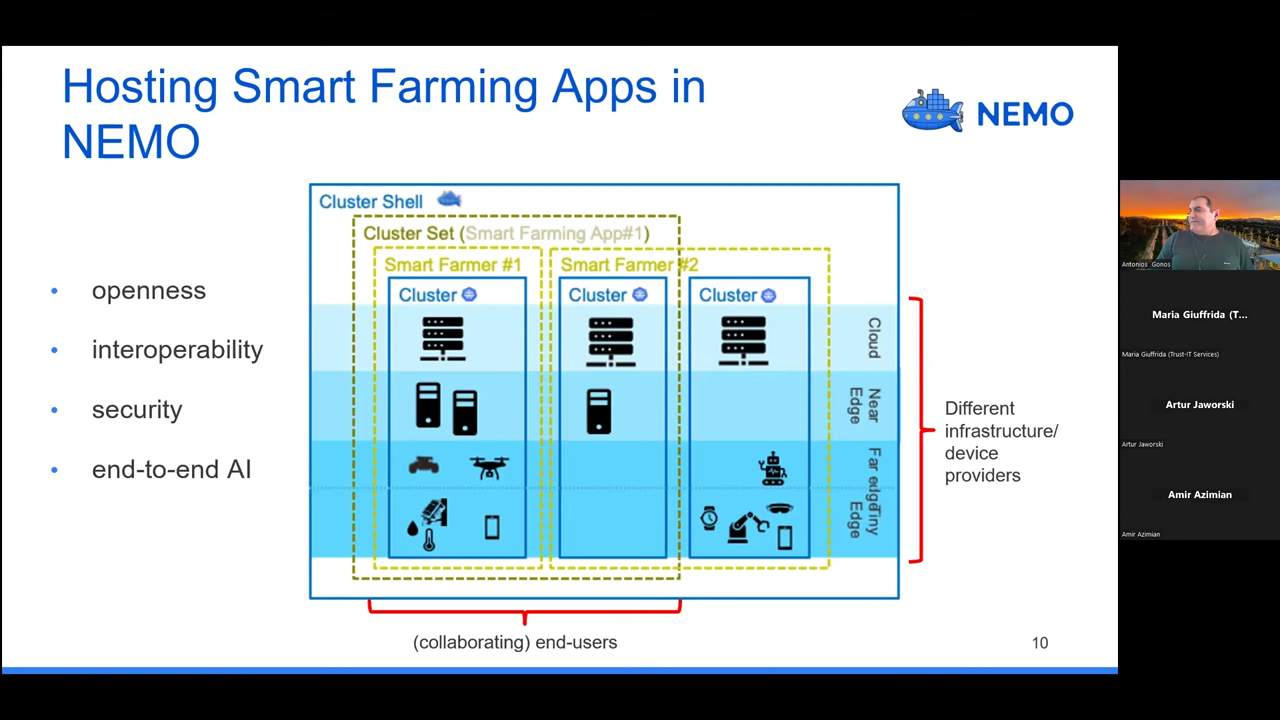 Hosting Smart Farming Apps in
NEMO
NEMO
openness
interoperability
security
end-to-end AI
Cluster Shell
Cluster Set (Smart Farming App#1)
Smart Farmer #1
Smart Farmer #2
Cluster
Cluster
Cluster
Cloud
Near
Edge
Far edge
Tiny
Edge
Different
infrastructure/
device
providers
(collaborating) end-users
10
Antonios Gonos
Maria Giuffrida (T...
Maria Giuffrida (Trust-IT Services)
Artur Jaworski
Artur Jaworski
Amir Azimian
Amir Azimian